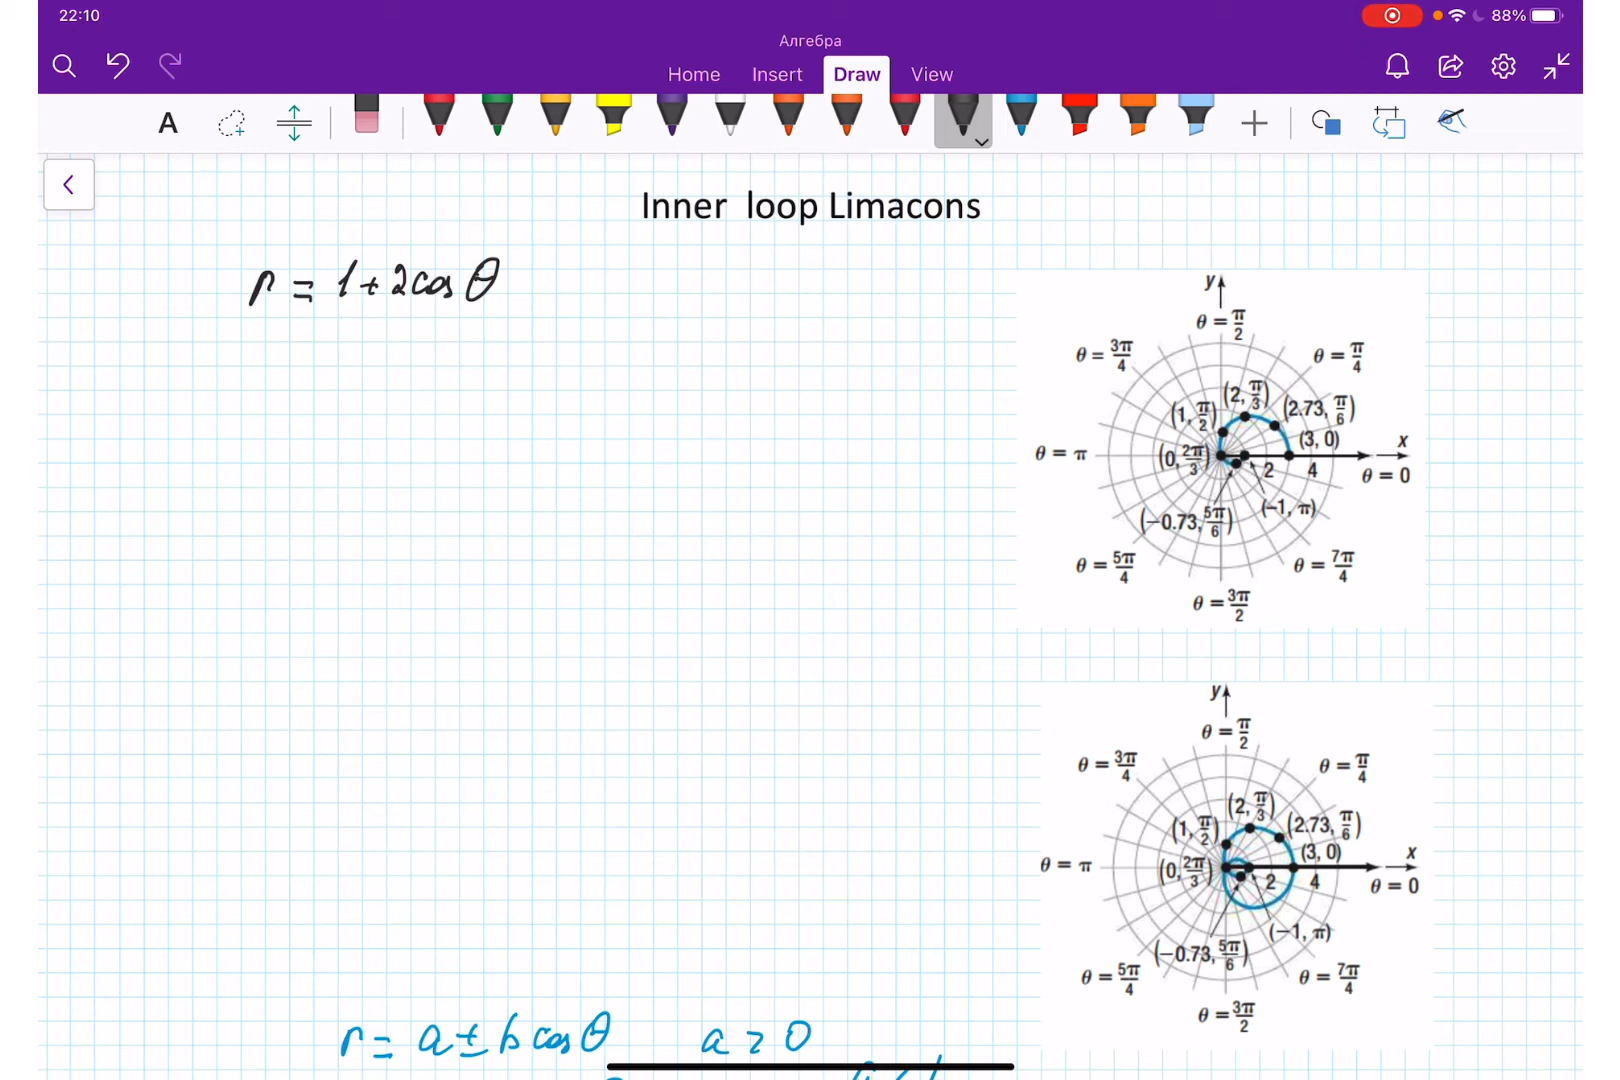 22:10
88%
Алгебра
Home Insert Draw View
A
Inner loop Limacons
r = 1 + 2cos θ
y
θ = π/2
θ = 3π/4
θ = π/4
(2, π/3)
(1, π/2)
(2.73, π/6)
(3, 0)
x
θ = π
(0, 2π/3)
2
4
θ = 0
(−1, π)
(−0.73, 5π/6)
θ = 5π/4
θ = 7π/4
θ = 3π/2
y
θ = π/2
θ = 3π/4
θ = π/4
(2, π/3)
(1, π/2)
(2.73, π/6)
(3, 0)
x
θ = π
(0, 2π/3)
2
4
θ = 0
(−1, π)
(−0.73, 5π/6)
θ = 5π/4
θ = 7π/4
θ = 3π/2
r = a ± b cos θ a > 0